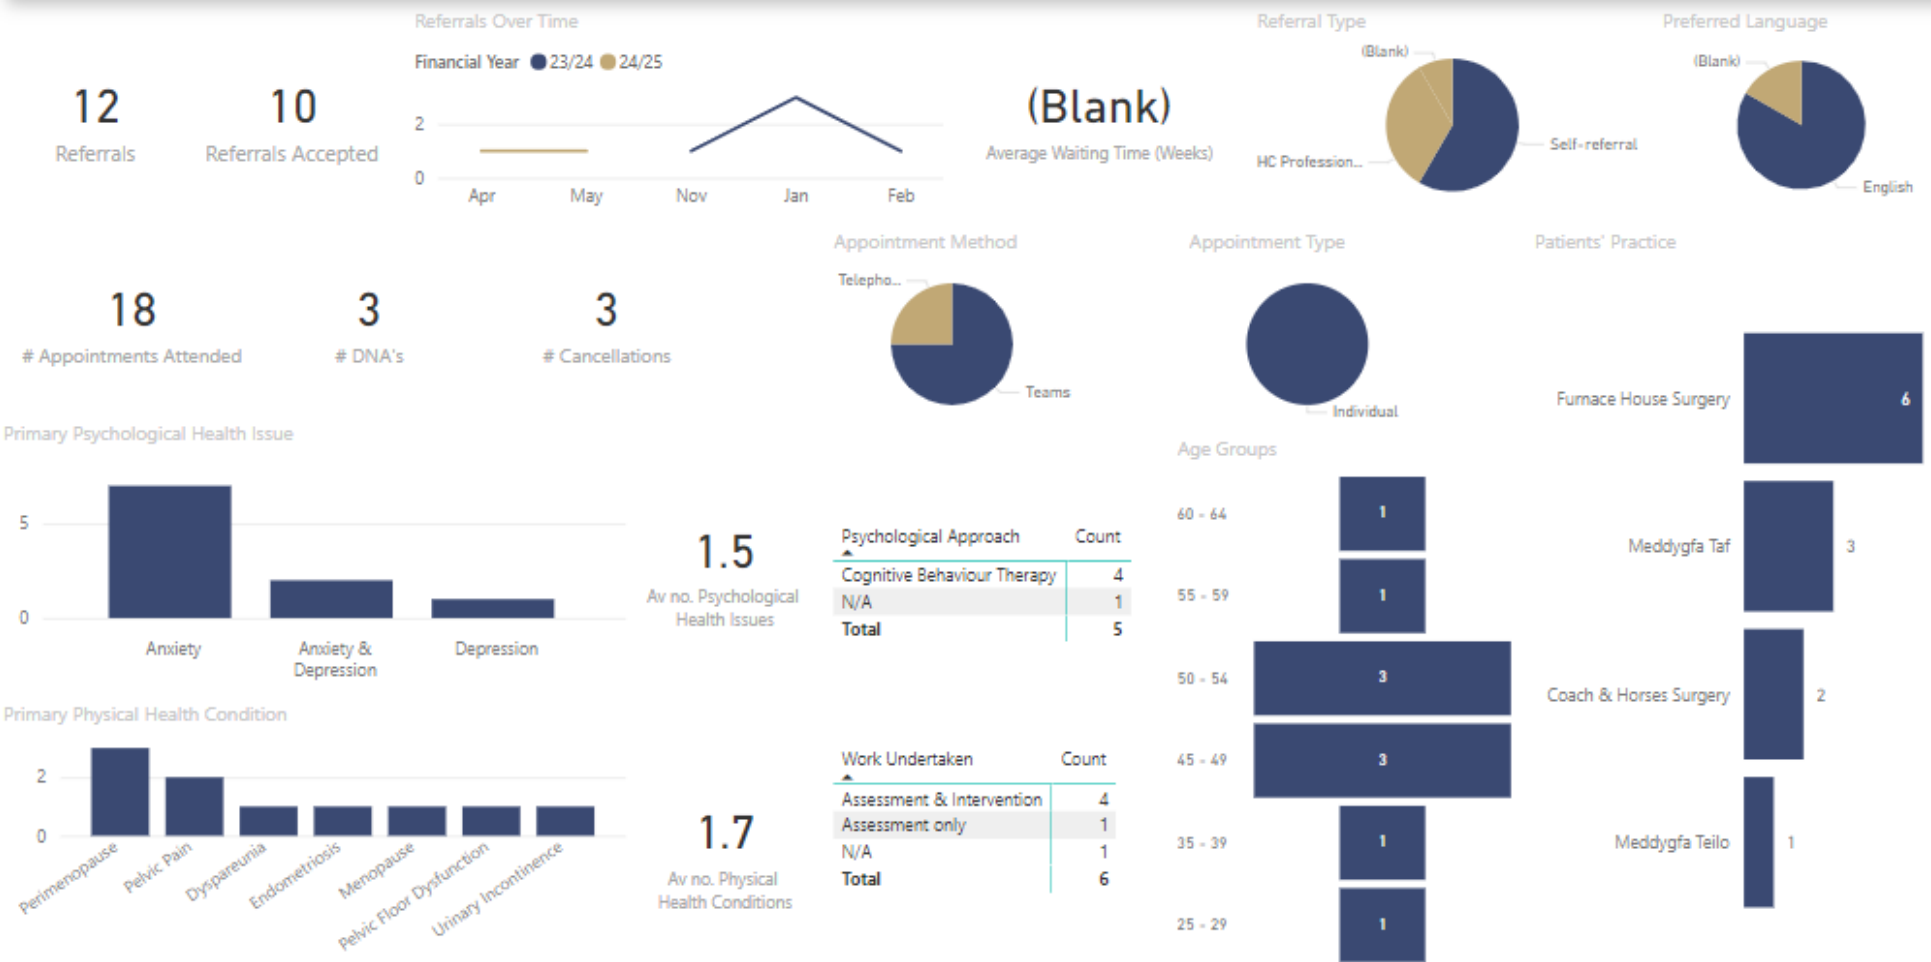 Referrals Over Time
Financial Year 23/24 24/25
12
Referrals
10
Referrals Accepted
2
0
Apr May Nov Jan Feb
(Blank)
Average Waiting Time (Weeks)
Referral Type
(Blank)
HC Profession...
Self-referral
Preferred Language
(Blank)
English
18
# Appointments Attended
3
# DNA's
3
# Cancellations
Appointment Method
Telepho...
Teams
Appointment Type
Individual
Patients' Practice
Furnace House Surgery 6
Meddygfa Taf 3
Coach & Horses Surgery 2
Meddygfa Teilo 1
Primary Psychological Health Issue
5
0
Anxiety
Anxiety &
Depression
Depression
1.5
Av no. Psychological
Health Issues
Psychological Approach Count
Cognitive Behaviour Therapy 4
N/A 1
Total 5
Age Groups
60 - 64 1
55 - 59 1
50 - 54 3
45 - 49 3
35 - 39 1
25 - 29 1
Primary Physical Health Condition
2
0
Perimenopause
Pelvic Pain
Dyspareunia
Endometriosis
Menopause
Pelvic Floor Dysfunction
Urinary Incontinence
1.7
Av no. Physical
Health Conditions
Work Undertaken Count
Assessment & Intervention 4
Assessment only 1
N/A 1
Total 6